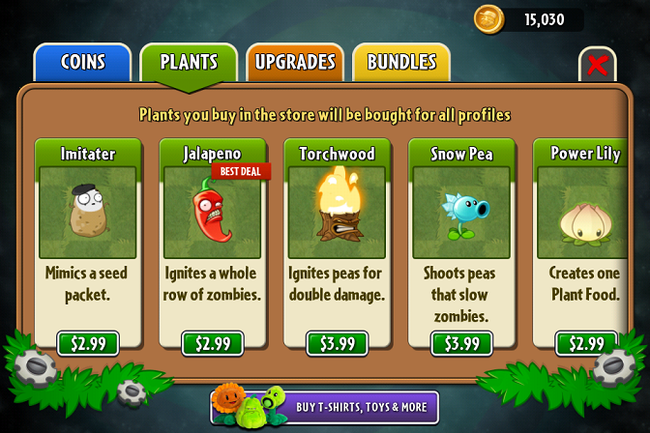 15,030
COINS
PLANTS
UPGRADES
BUNDLES
Plants you buy in the store will be bought for all profiles
Imitater
Mimics a seed
packet.
$2.99
Jalapeno
BEST DEAL
Ignites a whole
row of zombies.
$2.99
Torchwood
Ignites peas for
double damage.
$3.99
Snow Pea
Shoots peas
that slow
zombies.
$3.99
Power Lily
Creates one
Plant Food.
$2.99
BUY T-SHIRTS, TOYS & MORE